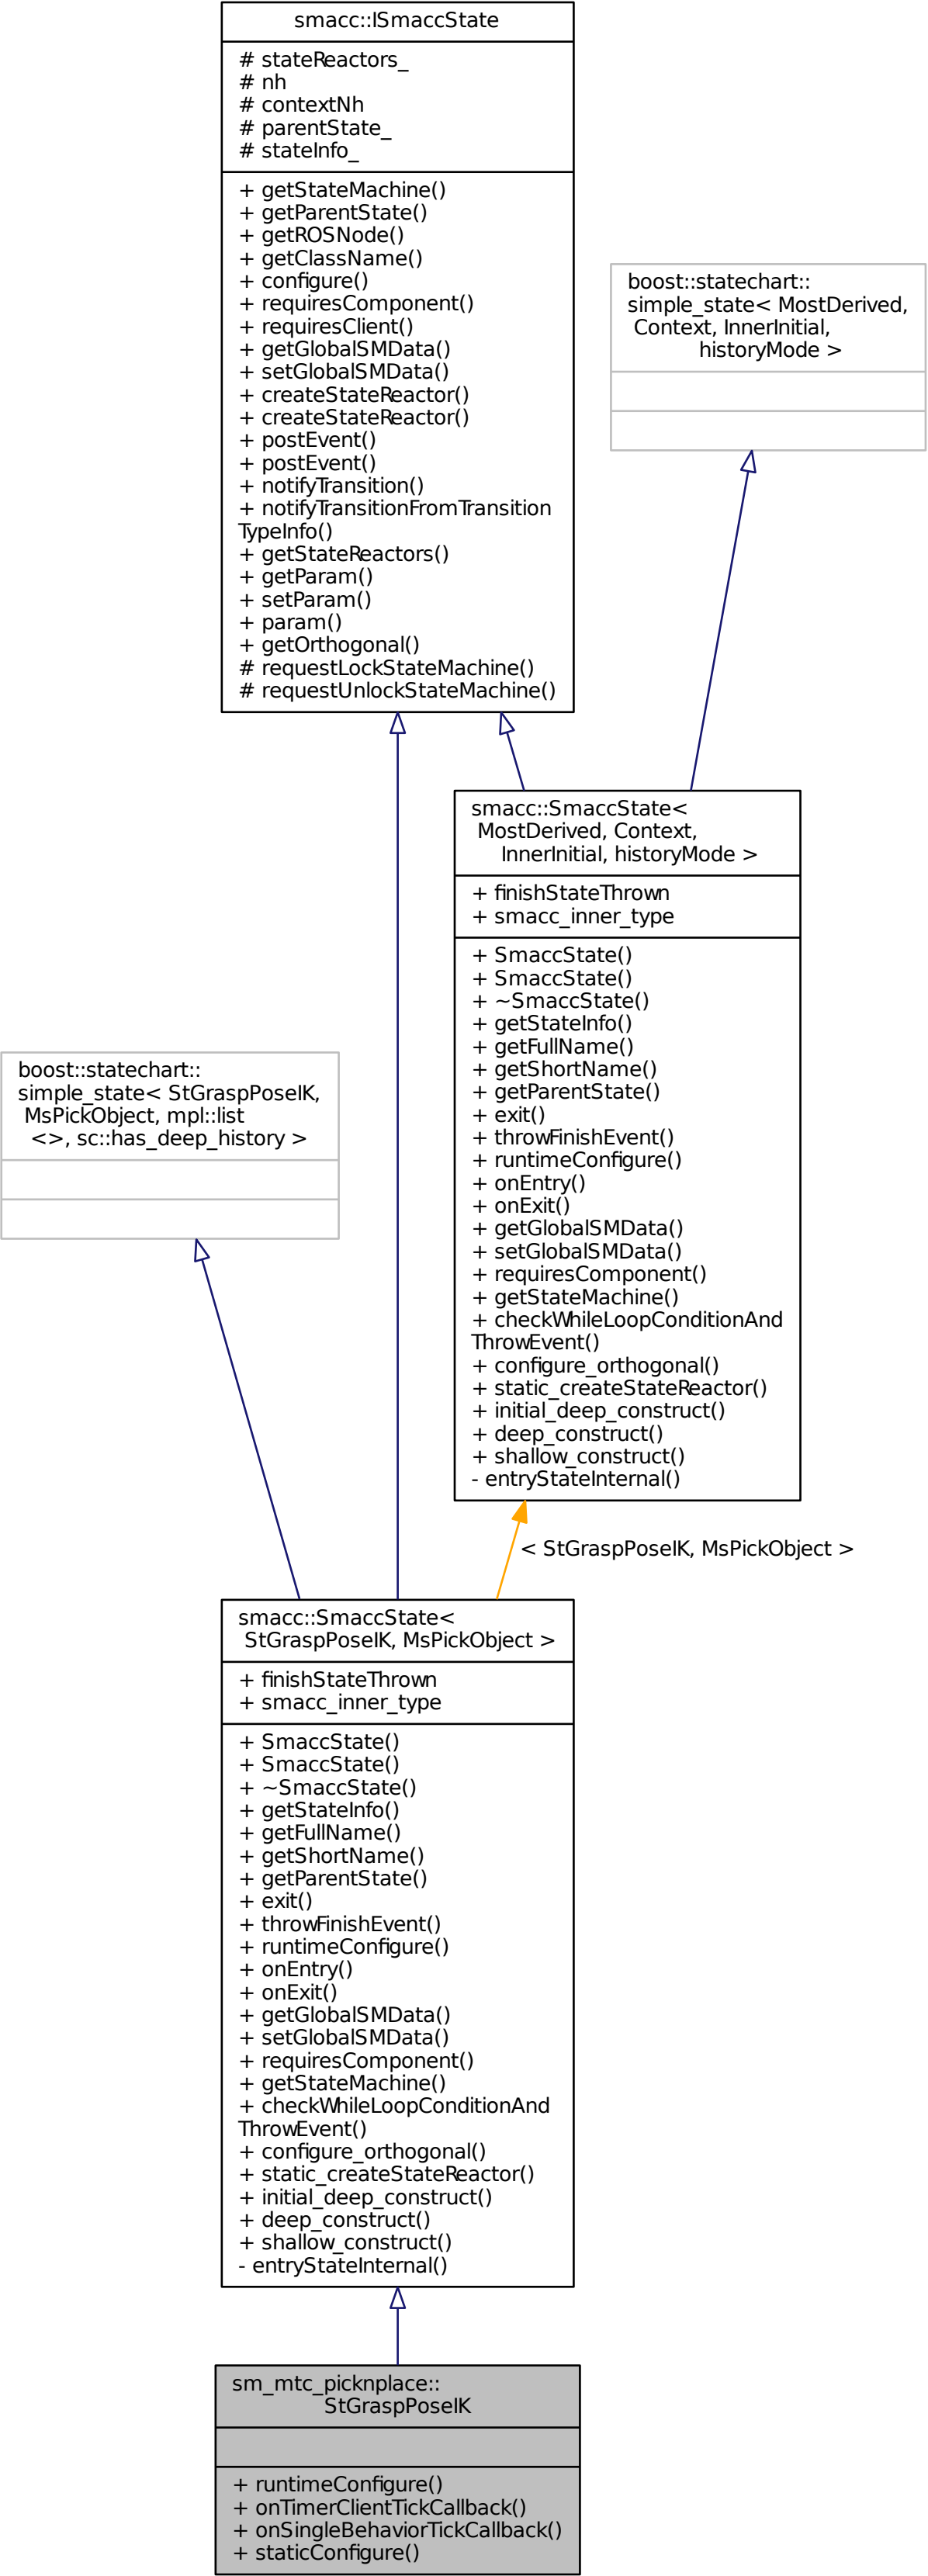 smacc::ISmaccState
# stateReactors_
# nh
# contextNh
# parentState_
# stateInfo_
+ getStateMachine()
+ getParentState()
+ getROSNode()
+ getClassName()
+ configure()
+ requiresComponent()
+ requiresClient()
+ getGlobalSMData()
+ setGlobalSMData()
+ createStateReactor()
+ createStateReactor()
+ postEvent()
+ postEvent()
+ notifyTransition()
+ notifyTransitionFromTransition
TypeInfo()
+ getStateReactors()
+ getParam()
+ setParam()
+ param()
+ getOrthogonal()
# requestLockStateMachine()
# requestUnlockStateMachine()
boost::statechart::
simple_state< MostDerived,
Context, InnerInitial,
historyMode >
smacc::SmaccState<
MostDerived, Context,
InnerInitial, historyMode >
+ finishStateThrown
+ smacc_inner_type
+ SmaccState()
+ SmaccState()
+ ~SmaccState()
+ getStateInfo()
+ getFullName()
+ getShortName()
+ getParentState()
+ exit()
+ throwFinishEvent()
+ runtimeConfigure()
+ onEntry()
+ onExit()
+ getGlobalSMData()
+ setGlobalSMData()
+ requiresComponent()
+ getStateMachine()
+ checkWhileLoopConditionAnd
ThrowEvent()
+ configure_orthogonal()
+ static_createStateReactor()
+ initial_deep_construct()
+ deep_construct()
+ shallow_construct()
- entryStateInternal()
boost::statechart::
simple_state< StGraspPoseIK,
MsPickObject, mpl::list
<>, sc::has_deep_history >
< StGraspPoseIK, MsPickObject >
smacc::SmaccState<
StGraspPoseIK, MsPickObject >
+ finishStateThrown
+ smacc_inner_type
+ SmaccState()
+ SmaccState()
+ ~SmaccState()
+ getStateInfo()
+ getFullName()
+ getShortName()
+ getParentState()
+ exit()
+ throwFinishEvent()
+ runtimeConfigure()
+ onEntry()
+ onExit()
+ getGlobalSMData()
+ setGlobalSMData()
+ requiresComponent()
+ getStateMachine()
+ checkWhileLoopConditionAnd
ThrowEvent()
+ configure_orthogonal()
+ static_createStateReactor()
+ initial_deep_construct()
+ deep_construct()
+ shallow_construct()
- entryStateInternal()
sm_mtc_picknplace::
StGraspPoseIK
+ runtimeConfigure()
+ onTimerClientTickCallback()
+ onSingleBehaviorTickCallback()
+ staticConfigure()